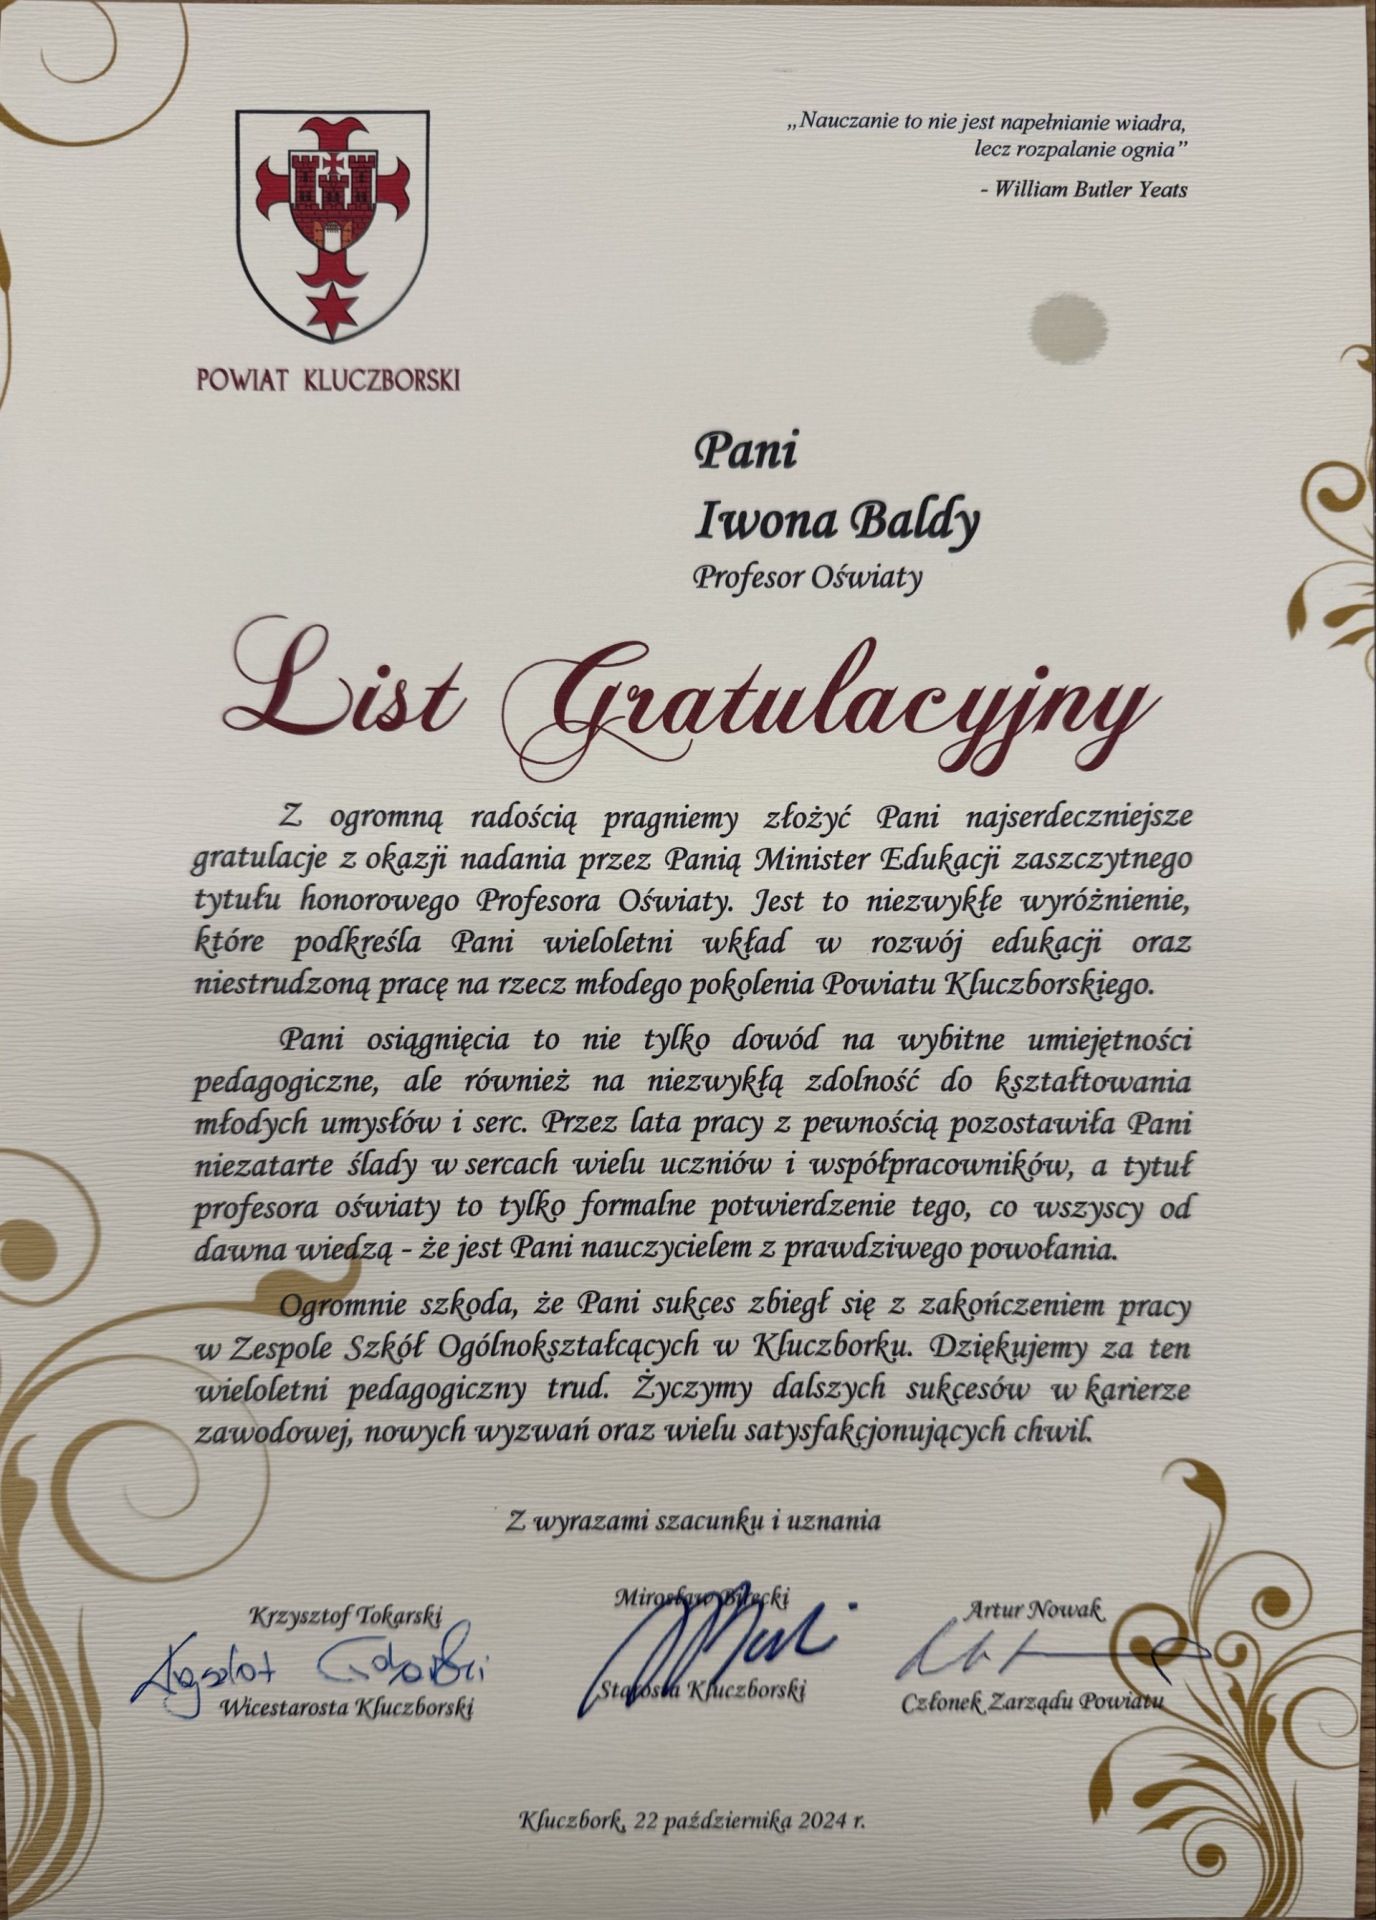 „Nauczanie to nie jest napełnianie wiadra,
lecz rozpalanie ognia”
- William Butler Yeats
POWIAT KLUCZBORSKI
Pani
Iwona Baldy
Profesor Oświaty
List Gratulacyjny
Z ogromną radością pragniemy złożyć Pani najserdeczniejsze
gratulacje z okazji nadania przez Panią Minister Edukacji zaszczytnego
tytułu honorowego Profesora Oświaty. Jest to niezwykłe wyróżnienie,
które podkreśla Pani wieloletni wkład w rozwój edukacji oraz
niestrudzoną pracę na rzecz młodego pokolenia Powiatu Kluczborskiego.
Pani osiągnięcia to nie tylko dowód na wybitne umiejętności
pedagogiczne, ale również na niezwykłą zdolność do kształtowania
młodych umysłów i serc. Przez lata pracy z pewnością pozostawiła Pani
niezatarte ślady w sercach wielu uczniów i współpracowników, a tytuł
profesora oświaty to tylko formalne potwierdzenie tego, co wszyscy od
dawna wiedzą - że jest Pani nauczycielem z prawdziwego powołania.
Ogromnie szkoda, że Pani sukces zbiegł się z zakończeniem pracy
w Zespole Szkół Ogólnokształcących w Kluczborku. Dziękujemy za ten
wieloletni pedagogiczny trud. Życzymy dalszych sukcesów w karierze
zawodowej, nowych wyzwań oraz wielu satysfakcjonujących chwil.
Z wyrazami szacunku i uznania
Krzysztof Tokarski
Mirosław Birecki
Artur Nowak
Krzysztof Tokarski
Wicestarosta Kluczborski
Starosta Kluczborski
Członek Zarządu Powiatu
Kluczbork, 22 października 2024 r.